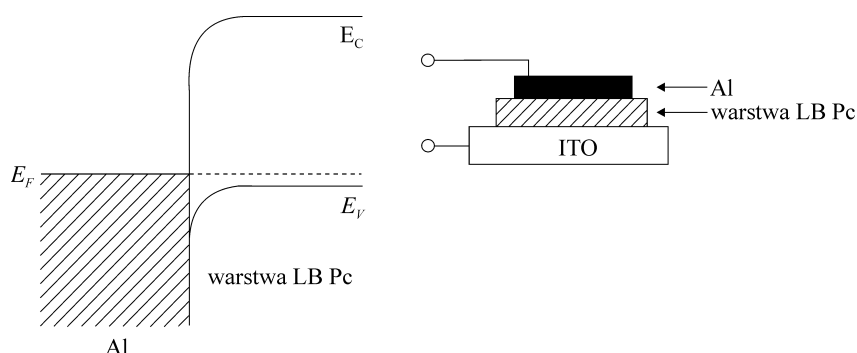 E_C
E_F
E_V
warstwa LB Pc
Al
Al
warstwa LB Pc
ITO